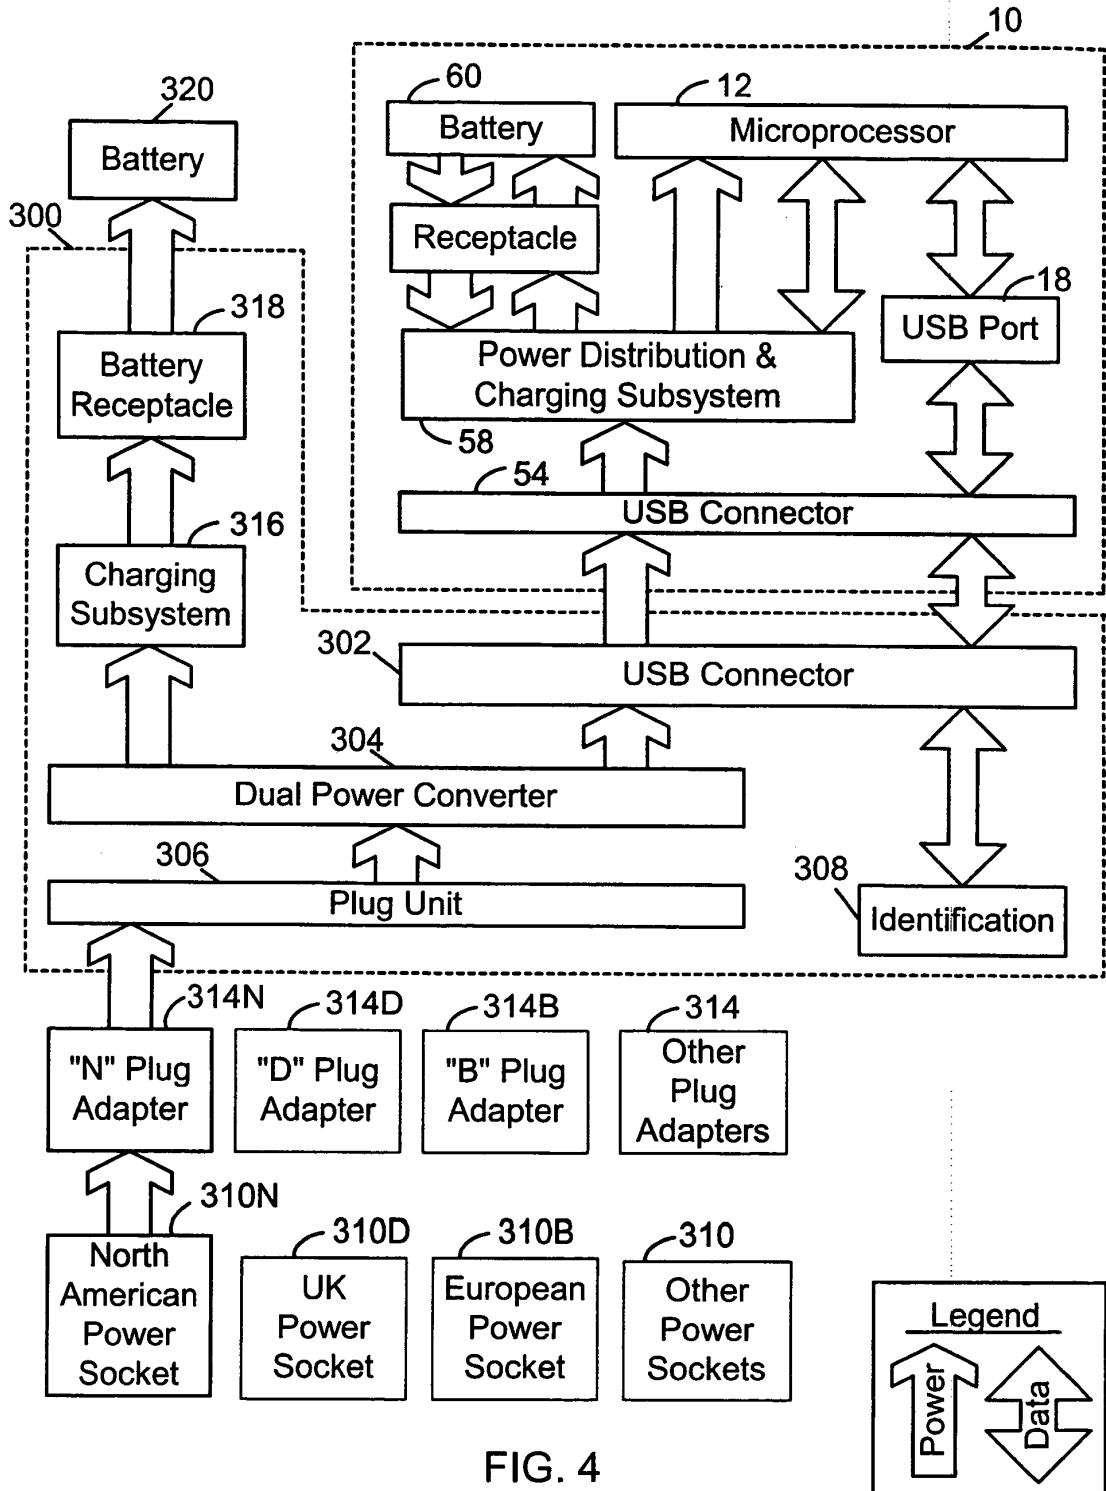 10
320
60
12
Battery
Battery
Microprocessor
300
Receptacle
318
18
USB Port
Battery
Receptacle
Power Distribution &
Charging Subsystem
58
54
316
USB Connector
Charging
Subsystem
302
USB Connector
304
Dual Power Converter
306
308
Plug Unit
Identification
314N
314D
314B
314
"N" Plug
Adapter
"D" Plug
Adapter
"B" Plug
Adapter
Other
Plug
Adapters
310N
310D
310B
310
North
American
Power
Socket
UK
Power
Socket
European
Power
Socket
Other
Power
Sockets
Legend
Power
Data
FIG. 4